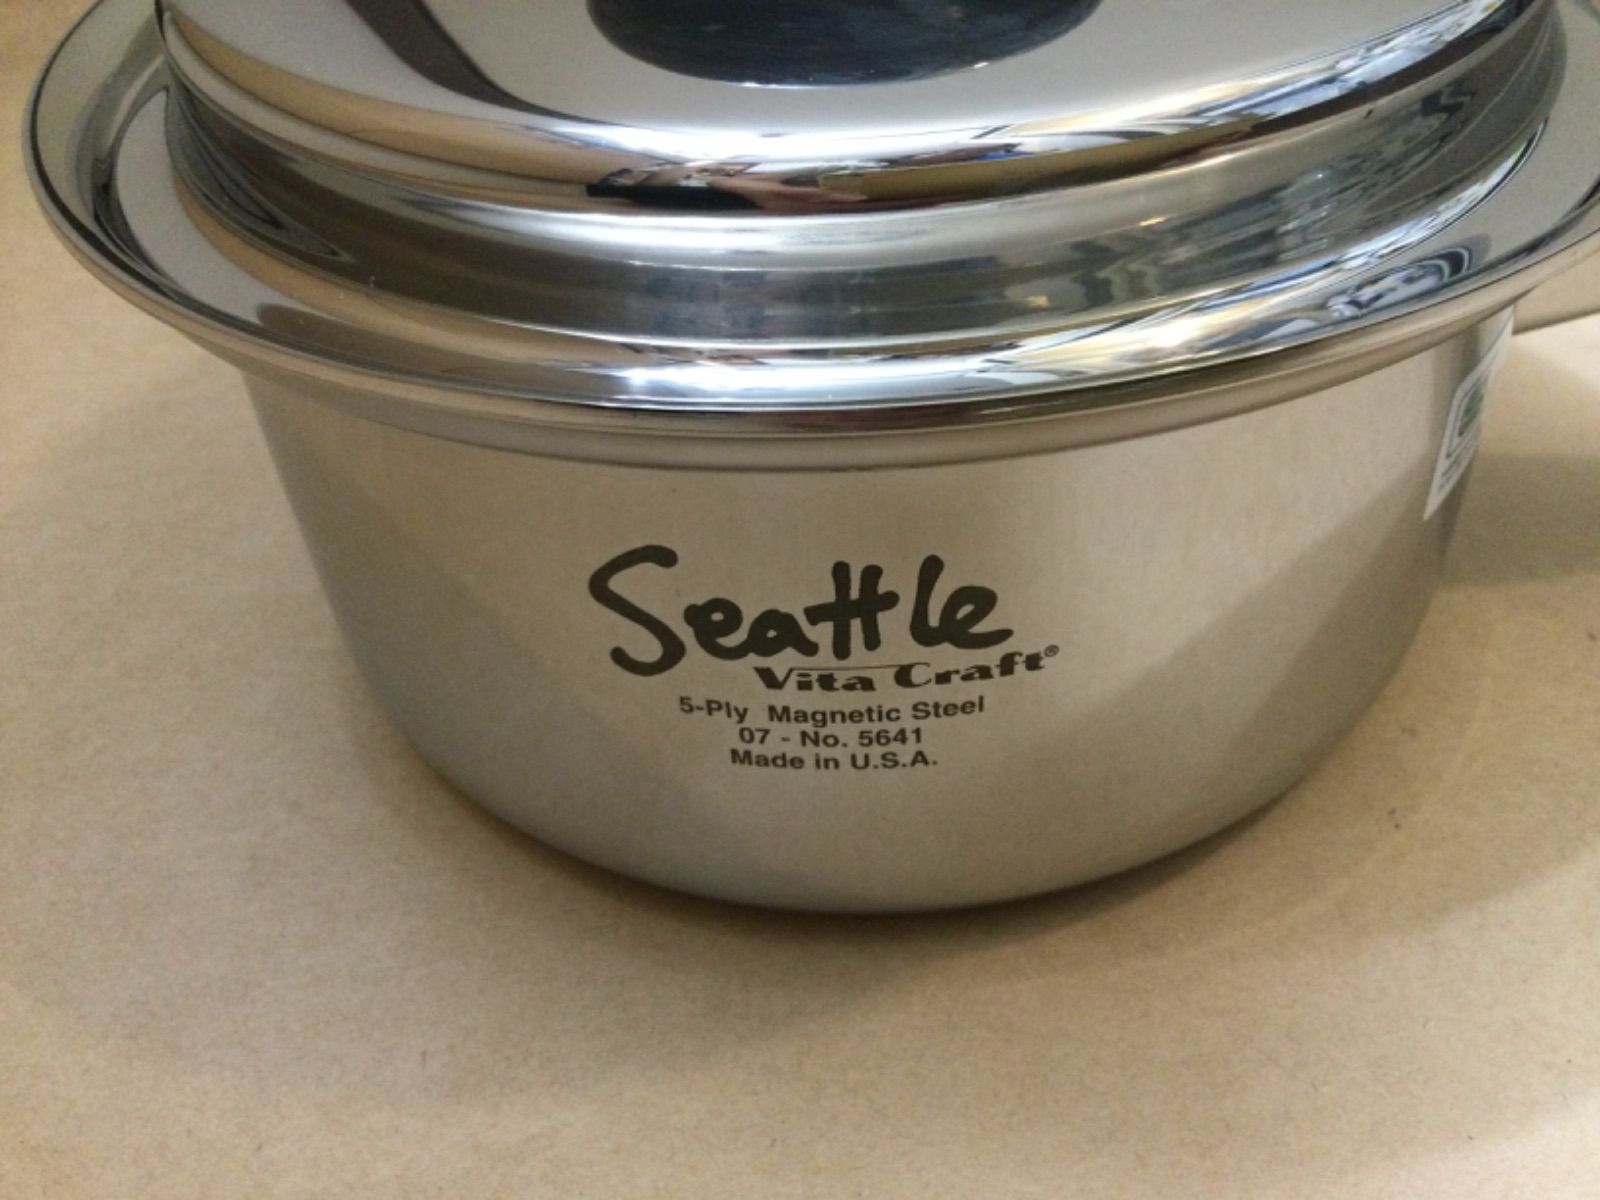 Seattle
Vita Craft®
5-Ply Magnetic Steel
07 - No. 5641
Made in U.S.A.